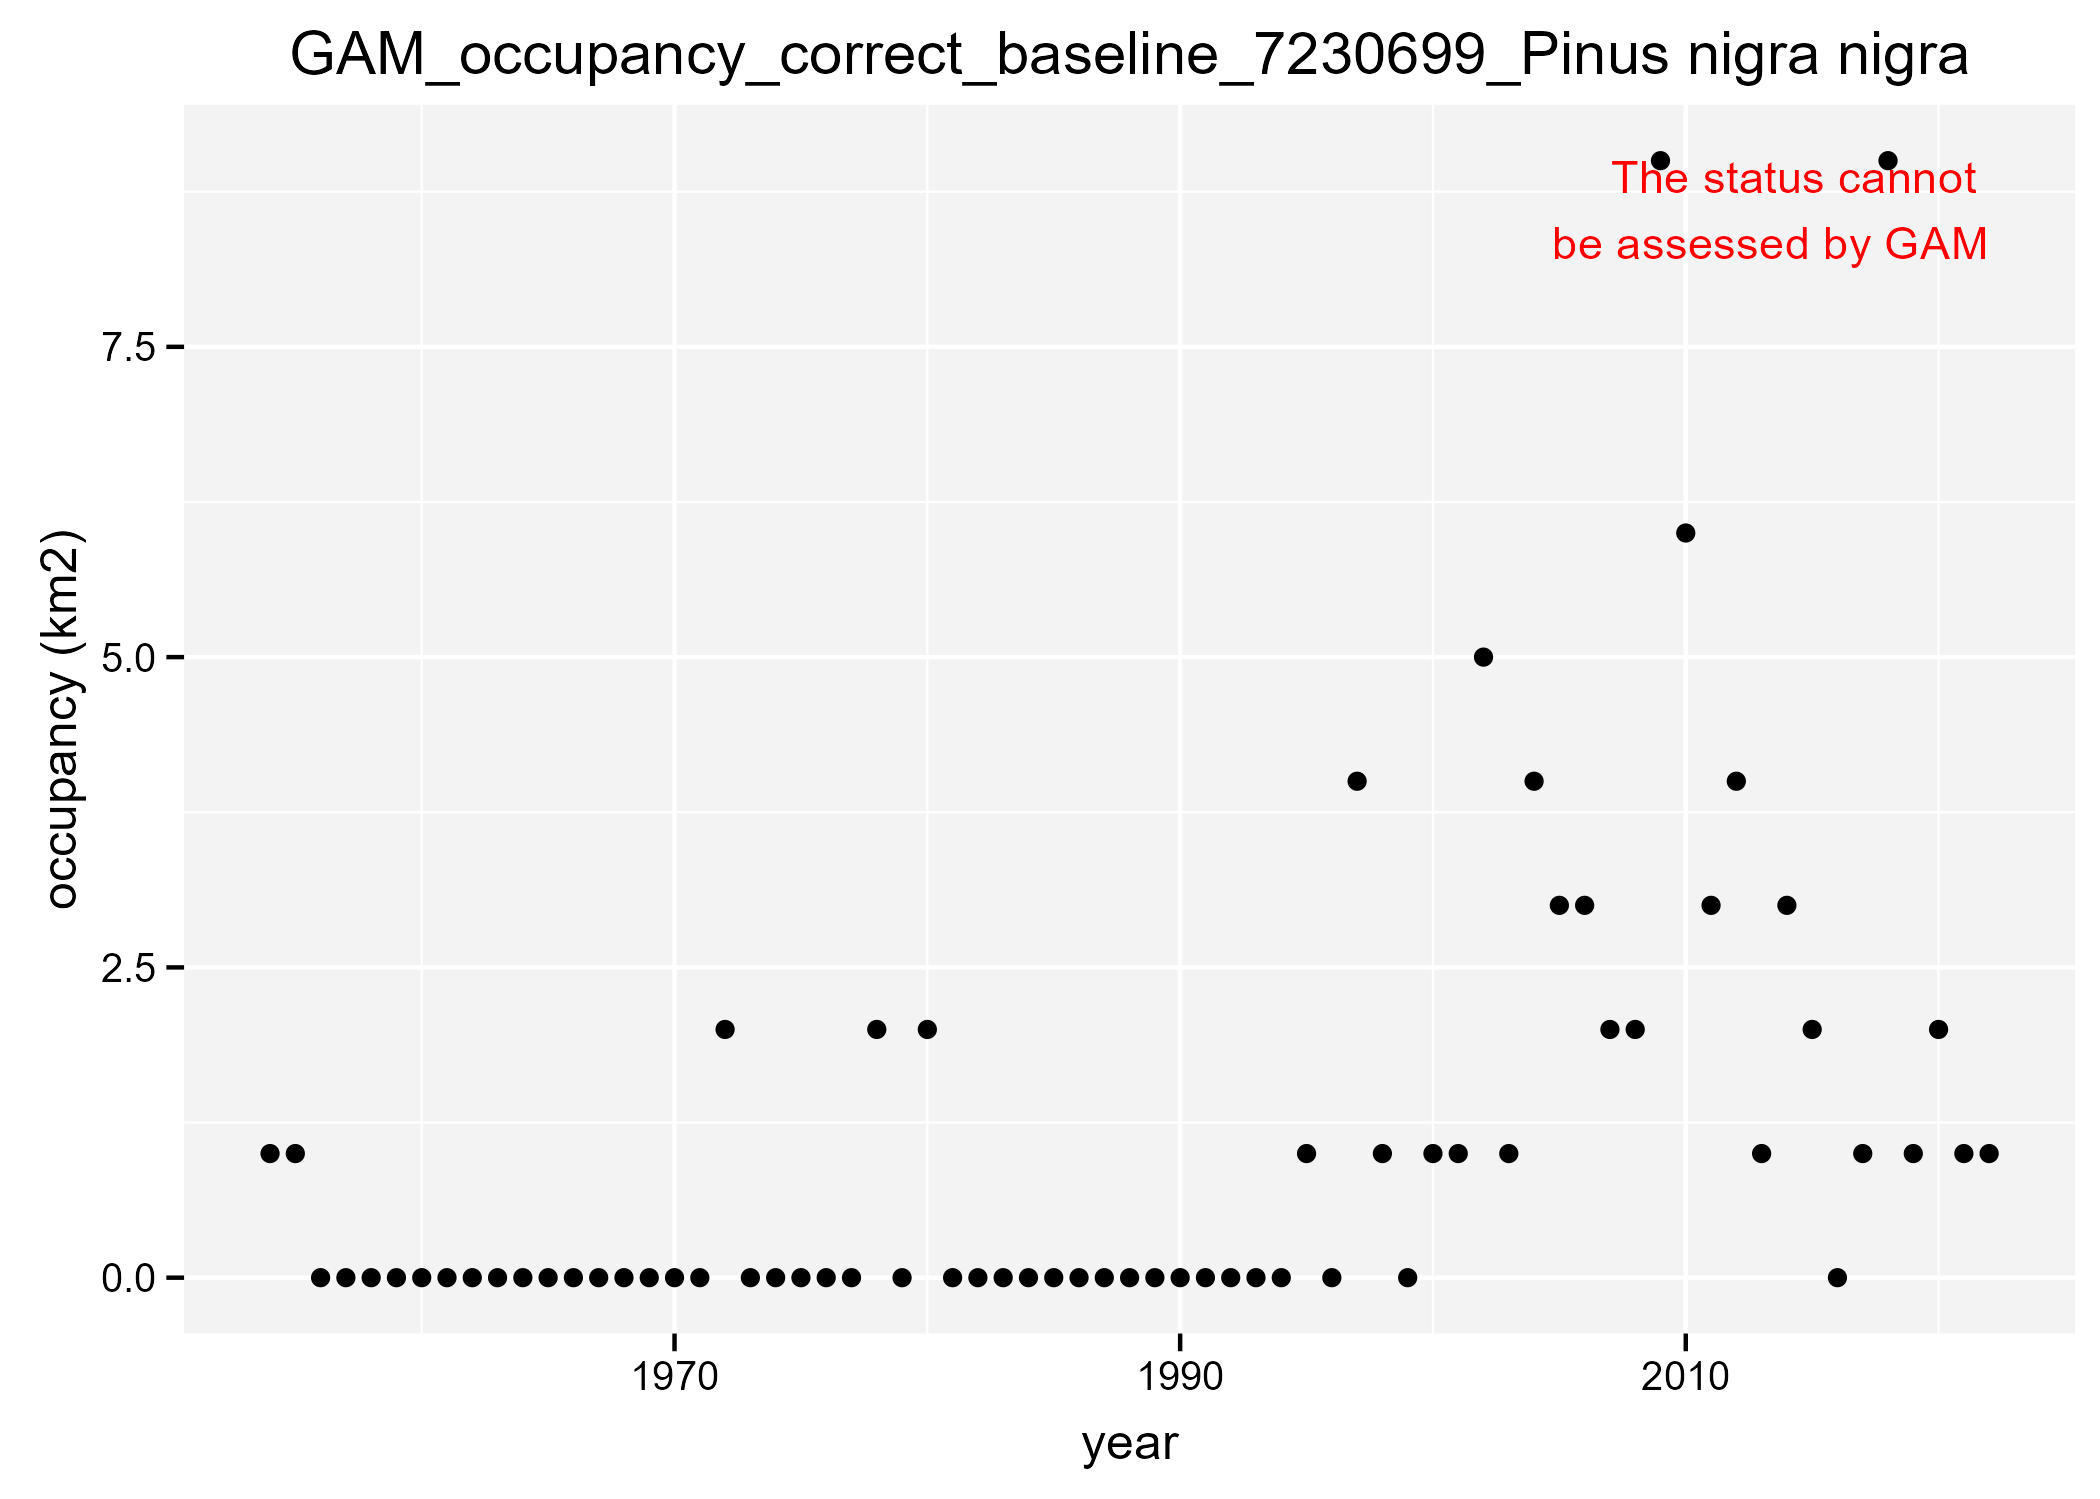 GAM_occupancy_correct_baseline_7230699_Pinus nigra nigra
The status cannot
be assessed by GAM
7.5
5.0
2.5
0.0
occupancy (km2)
1970
1990
2010
year